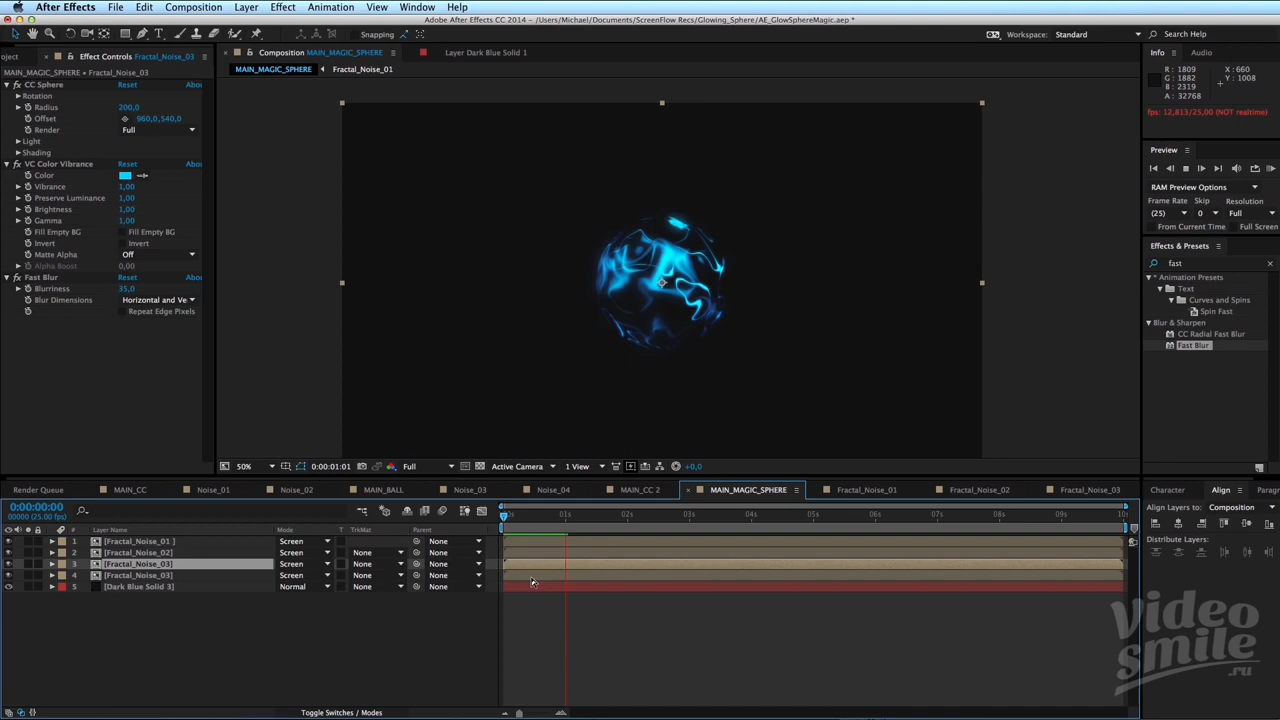 After Effects File Edit Composition Layer Effect Animation View Window Help
Adobe After Effects CC 2014 - /Users/Michael/Documents/ScreenFlow Recs/Glowing_Sphere/AE_GlowSphereMagic.aep *
Snapping
Workspace: Standard
Search Help
oject
Effect Controls Fractal_Noise_03
Composition MAIN_MAGIC_SPHERE
Layer Dark Blue Solid 1
Info Audio
MAIN_MAGIC_SPHERE • Fractal_Noise_03
MAIN_MAGIC_SPHERE Fractal_Noise_01
R : 1809
G : 1882
B : 2319
A : 32768
X : 660
Y : 1008
fps: 12,813/25,00 (NOT realtime)
fx CC Sphere Reset Abou
Rotation
Radius 200,0
Offset 960,0,540,0
Render Full
Light
Shading
fx VC Color Vibrance Reset Abou
Color
Vibrance 1,00
Preserve Luminance 1,00
Brightness 1,00
Gamma 1,00
Fill Empty BG Fill Empty BG
Invert Invert
Matte Alpha Off
Alpha Boost 0,00
fx Fast Blur Reset Abou
Blurriness 35,0
Blur Dimensions Horizontal and Ve
Repeat Edge Pixels
Preview
RAM Preview Options
Frame Rate Skip Resolution
(25) 0 Full
From Current Time Full Screen
Effects & Presets
fast
* Animation Presets
Text
Curves and Spins
Spin Fast
Blur & Sharpen
CC Radial Fast Blur
Fast Blur
50% 0:00:01:01 Full Active Camera 1 View +0,0
Render Queue MAIN_CC Noise_01 Noise_02 MAIN_BALL Noise_03 Noise_04 MAIN_CC 2 MAIN_MAGIC_SPHERE Fractal_Noise_01 Fractal_Noise_02 Fractal_Noise_03
0:00:00:00
00000 (25.00 fps)
0s 01s 02s 03s 04s 05s 06s 07s 08s 09s 10s
# Layer Name Mode T TrkMat Parent
1 [Fractal_Noise_01 ] Screen None
2 [Fractal_Noise_02] Screen None None
3 [Fractal_Noise_03] Screen None None
4 [Fractal_Noise_03] Screen None None
5 [Dark Blue Solid 3] Normal None None
Toggle Switches / Modes
Character Align Paragr
Align Layers to: Composition
Distribute Layers:
Video
smile
.ru